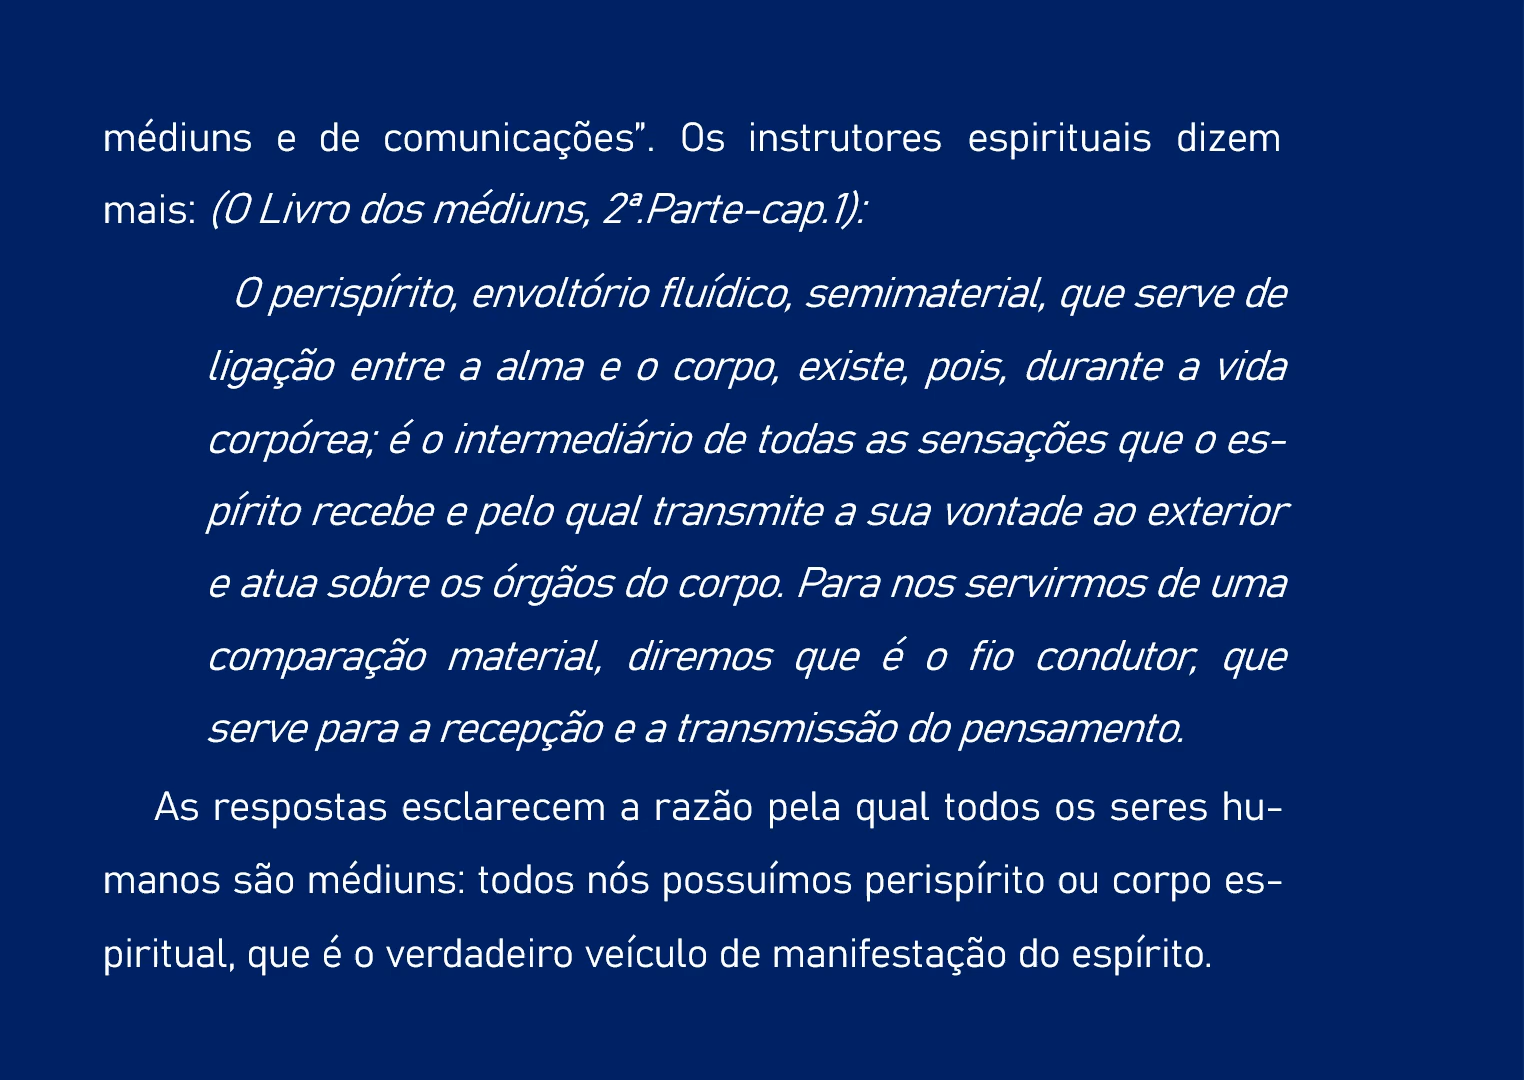 médiuns e de comunicações”. Os instrutores espirituais dizem
mais: (O Livro dos médiuns, 2ª.Parte-cap.1):
O perispírito, envoltório fluídico, semimaterial, que serve de
ligação entre a alma e o corpo, existe, pois, durante a vida
corpórea; é o intermediário de todas as sensações que o es-
pírito recebe e pelo qual transmite a sua vontade ao exterior
e atua sobre os órgãos do corpo. Para nos servirmos de uma
comparação material, diremos que é o fio condutor, que
serve para a recepção e a transmissão do pensamento.
As respostas esclarecem a razão pela qual todos os seres hu-
manos são médiuns: todos nós possuímos perispírito ou corpo es-
piritual, que é o verdadeiro veículo de manifestação do espírito.